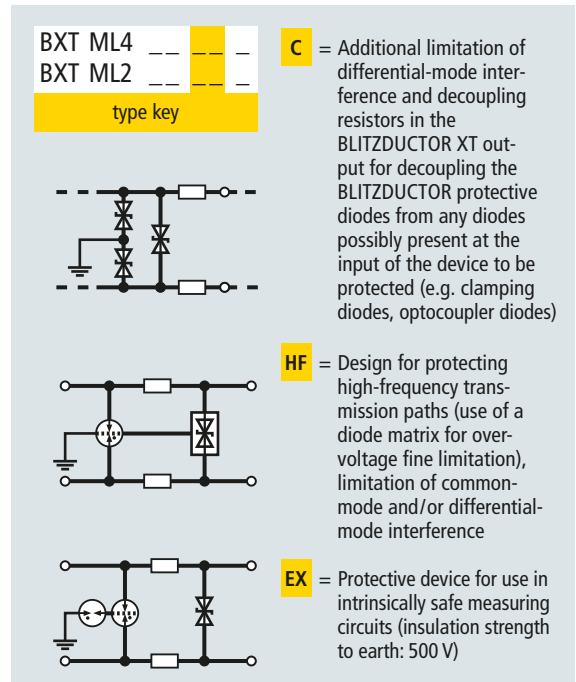 BXT ML4 _ _ _ _ _
BXT ML2 _ _ _ _ _
type key
C = Additional limitation of
differential-mode inter-
ference and decoupling
resistors in the
BLITZDUCTOR XT out-
put for decoupling the
BLITZDUCTOR protective
diodes from any diodes
possibly present at the
input of the device to be
protected (e.g. clamping
diodes, optocoupler diodes)
HF = Design for protecting
high-frequency trans-
mission paths (use of a
diode matrix for over-
voltage fine limitation),
limitation of common-
mode and/or differential-
mode interference
EX = Protective device for use in
intrinsically safe measuring
circuits (insulation strength
to earth: 500 V)